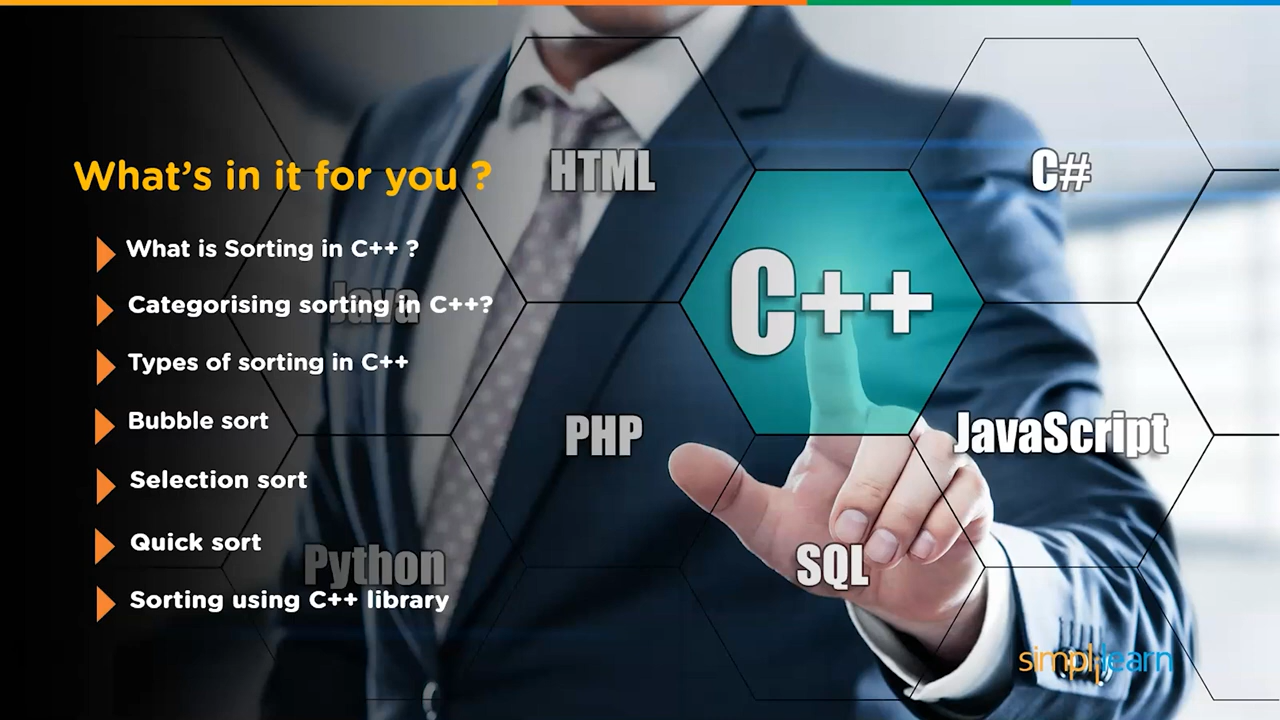 What's in it for you ?
What is Sorting in C++ ?
Categorising sorting in C++?
Types of sorting in C++
Bubble sort
Selection sort
Quick sort
Sorting using C++ library
HTML
C#
C++
Java
PHP
JavaScript
Python
SQL
simplilearn